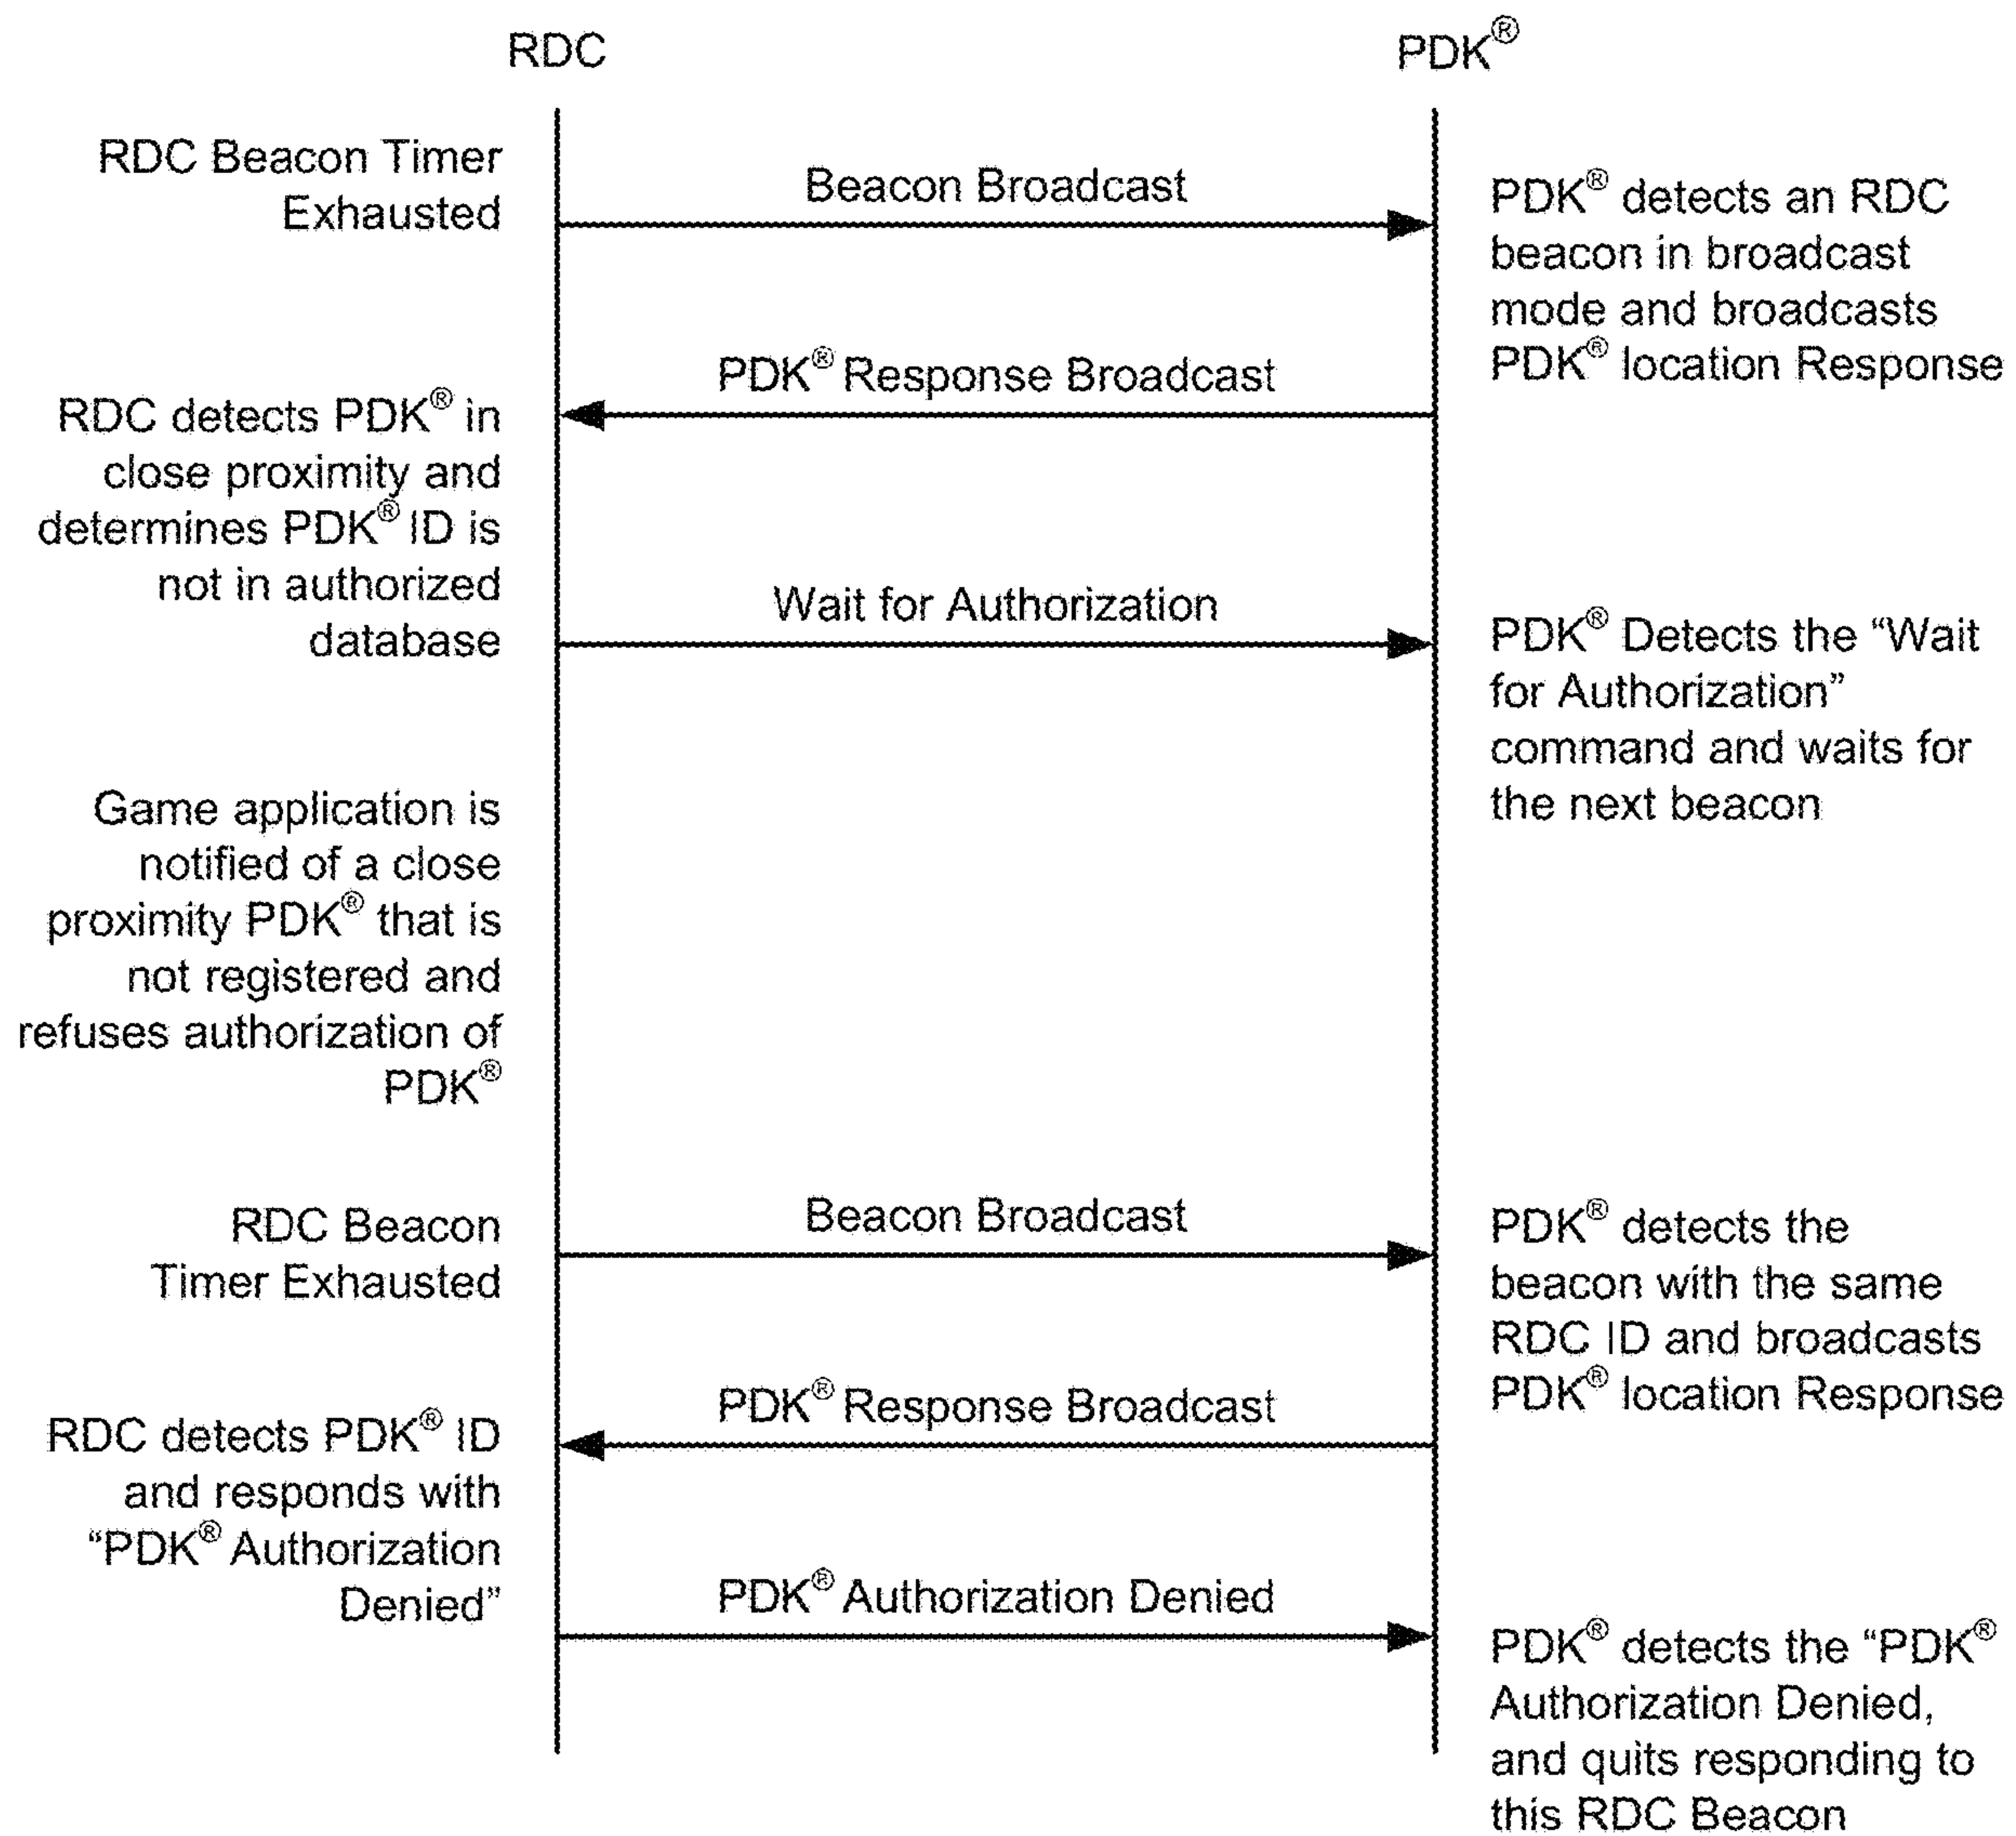 RDC
PDK®
RDC Beacon Timer
Exhausted
Beacon Broadcast
PDK® detects an RDC
beacon in broadcast
mode and broadcasts
PDK® location Response
PDK® Response Broadcast
RDC detects PDK® in
close proximity and
determines PDK® ID is
not in authorized
database
Wait for Authorization
PDK® Detects the “Wait
for Authorization”
command and waits for
the next beacon
Game application is
notified of a close
proximity PDK® that is
not registered and
refuses authorization of
PDK®
RDC Beacon
Timer Exhausted
Beacon Broadcast
PDK® detects the
beacon with the same
RDC ID and broadcasts
PDK® location Response
PDK® Response Broadcast
RDC detects PDK® ID
and responds with
“PDK® Authorization
Denied”
PDK® Authorization Denied
PDK® detects the “PDK®
Authorization Denied,
and quits responding to
this RDC Beacon